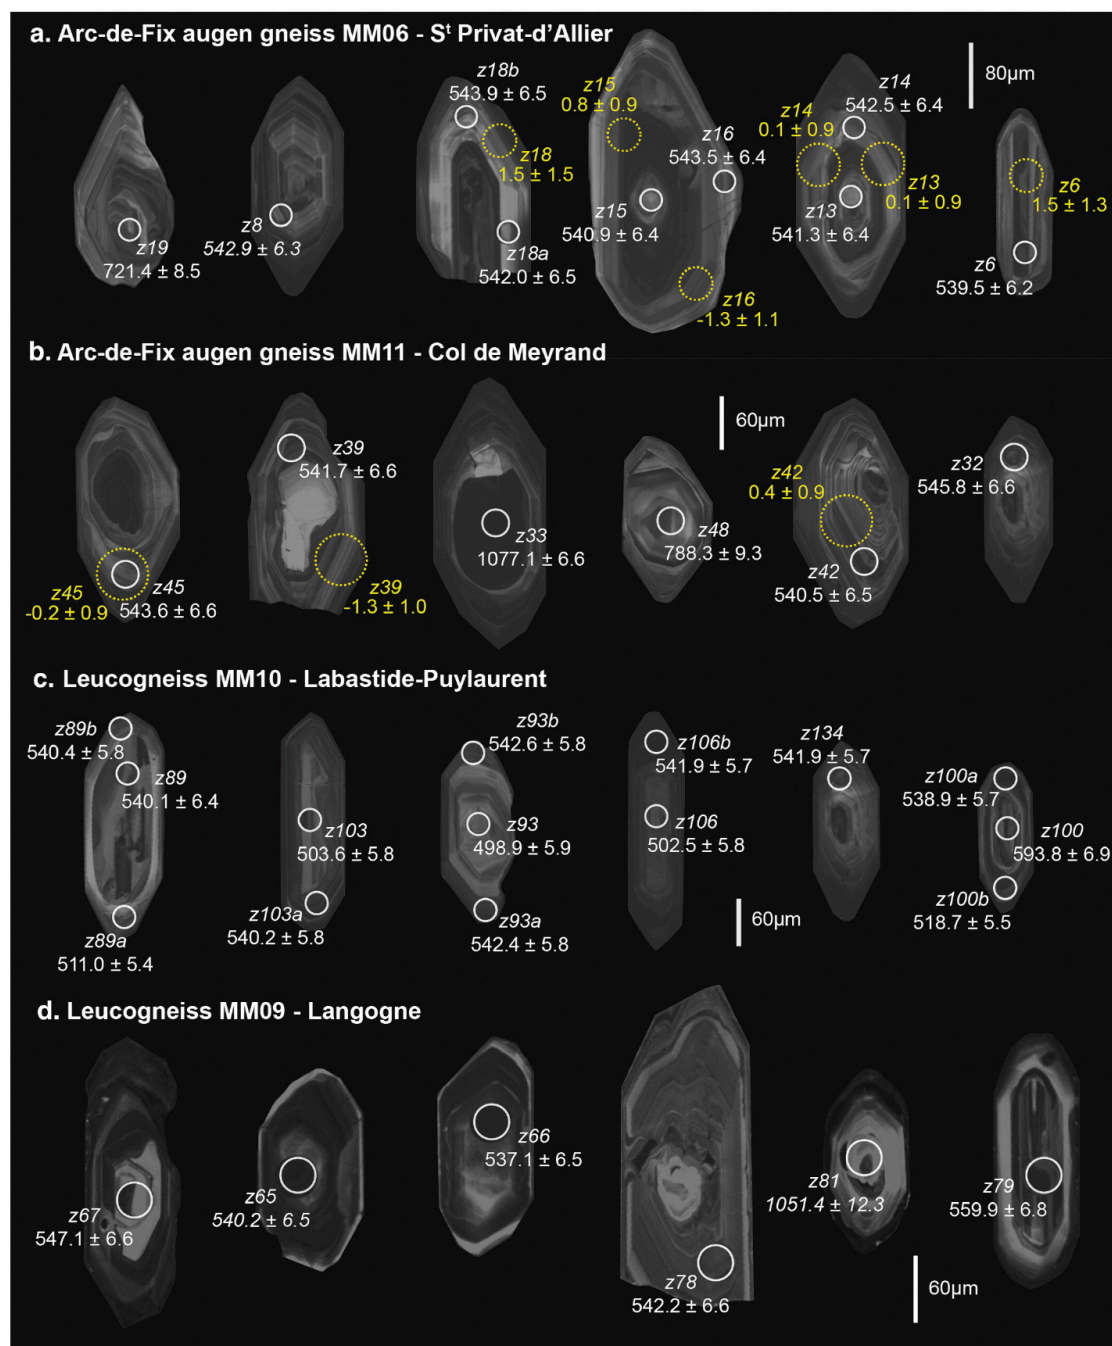 a. Arc-de-Fix augen gneiss MM06 - Sᵗ Privat-d’Allier
80µm
z19
721.4 ± 8.5
z8
542.9 ± 6.3
z18b
543.9 ± 6.5
z18
1.5 ± 1.5
z18a
542.0 ± 6.5
z15
0.8 ± 0.9
z16
543.5 ± 6.4
z15
540.9 ± 6.4
z16
-1.3 ± 1.1
z14
542.5 ± 6.4
z14
0.1 ± 0.9
z13
0.1 ± 0.9
z13
541.3 ± 6.4
z6
1.5 ± 1.3
z6
539.5 ± 6.2
b. Arc-de-Fix augen gneiss MM11 - Col de Meyrand
60µm
z45
-0.2 ± 0.9
z45
543.6 ± 6.6
z39
541.7 ± 6.6
z39
-1.3 ± 1.0
z33
1077.1 ± 6.6
z48
788.3 ± 9.3
z42
0.4 ± 0.9
z42
540.5 ± 6.5
z32
545.8 ± 6.6
c. Leucogneiss MM10 - Labastide-Puylaurent
z89b
540.4 ± 5.8
z89
540.1 ± 6.4
z89a
511.0 ± 5.4
z103
503.6 ± 5.8
z103a
540.2 ± 5.8
z93b
542.6 ± 5.8
z93
498.9 ± 5.9
z93a
542.4 ± 5.8
z106b
541.9 ± 5.7
z106
502.5 ± 5.8
60µm
z134
541.9 ± 5.7
z100a
538.9 ± 5.7
z100
593.8 ± 6.9
z100b
518.7 ± 5.5
d. Leucogneiss MM09 - Langogne
z67
547.1 ± 6.6
z65
540.2 ± 6.5
z66
537.1 ± 6.5
z78
542.2 ± 6.6
z81
1051.4 ± 12.3
z79
559.9 ± 6.8
60µm